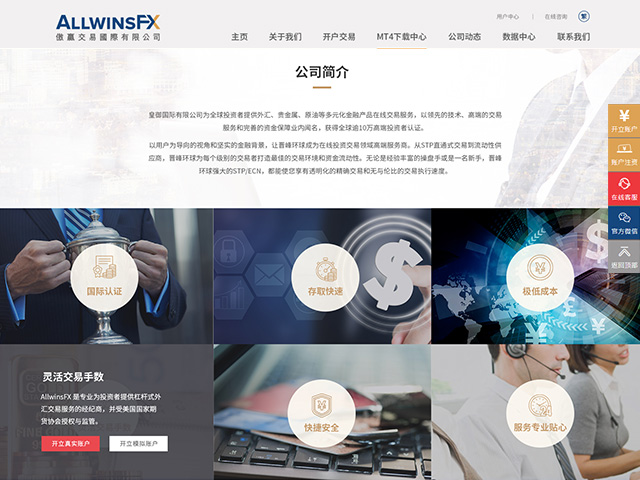 用户中心
在线咨询
繁
ALLWINSFX
傲赢交易國際有限公司
主页
关于我们
开户交易
MT4下载中心
公司动态
数据中心
联系我们
公司简介
皇御国际有限公司为全球投资者提供外汇、贵金属、原油等多元化金融产品在线交易服务，以领先的技术、高端的交易
服务和完善的资金保障业内闻名，获得全球逾10万高端投资者认证。
以用户为导向的视角和坚实的金融背景，让晋峰环球成为在线投资交易领域高端服务商。从STP直通式交易到流动性供
应商，晋峰环球为每个级别的交易者打造最佳的交易环境和资金流动性。无论是经验丰富的操盘手或是一名新手，晋峰
环球强大的STP/ECN，都能使您享有透明化的精确交易和无与伦比的交易执行速度。
开立账户
账户注资
在线客服
官方微信
返回顶部
国际认证
存取快速
极低成本
灵活交易手数
AllwinsFX 是专业为投资者提供杠杆式外
汇交易服务的经纪商，并受美国国家期
货协会授权与监管。
开立真实账户
开立模拟账户
快捷安全
服务专业贴心